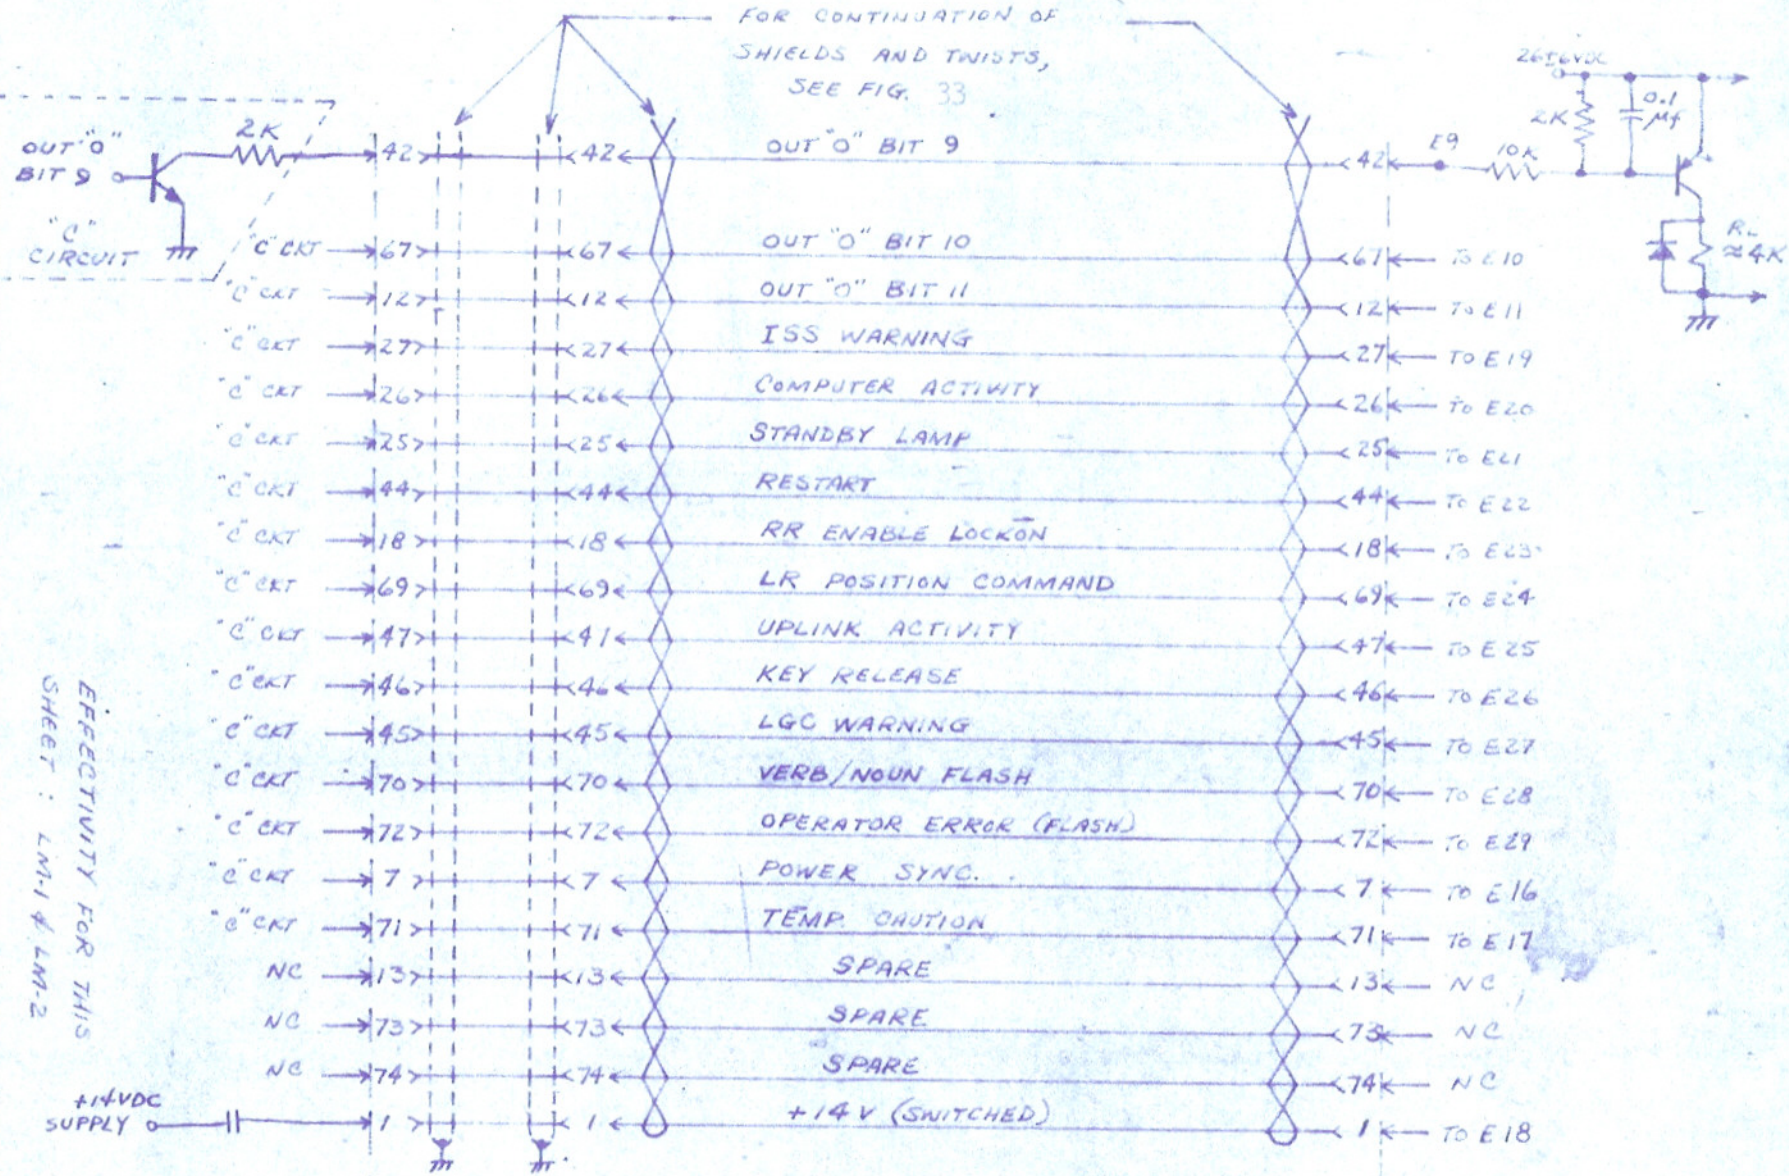 FOR CONTINUATION OF
SHIELDS AND TWISTS,
SEE FIG. 33
26±6VDC
2K
0.1
µf
E9
10K
RL
≈4K
OUT "0"
BIT 9
2K
"C"
CIRCUIT
42 42 OUT "0" BIT 9 42
"C" CKT 67 67 OUT "0" BIT 10 67 TO E10
"C" CKT 12 12 OUT "0" BIT 11 12 TO E11
"C" CKT 27 27 ISS WARNING 27 TO E19
"C" CKT 26 26 COMPUTER ACTIVITY 26 TO E20
"C" CKT 25 25 STANDBY LAMP 25 TO E21
"C" CKT 44 44 RESTART 44 TO E22
"C" CKT 18 18 RR ENABLE LOCKON 18 TO E23
"C" CKT 69 69 LR POSITION COMMAND 69 TO E24
"C" CKT 47 41 UPLINK ACTIVITY 47 TO E25
"C" CKT 46 46 KEY RELEASE 46 TO E26
"C" CKT 45 45 LGC WARNING 45 TO E27
"C" CKT 70 70 VERB/NOUN FLASH 70 TO E28
"C" CKT 72 72 OPERATOR ERROR (FLASH) 72 TO E29
"C" CKT 7 7 POWER SYNC. 7 TO E16
"C" CKT 71 71 TEMP. CAUTION 71 TO E17
NC 13 13 SPARE 13 NC
NC 73 73 SPARE 73 NC
NC 74 74 SPARE 74 NC
+14VDC
SUPPLY 1 1 +14V (SWITCHED) 1 TO E18
EFFECTIVITY FOR THIS
SHEET : LM-1 & LM-2